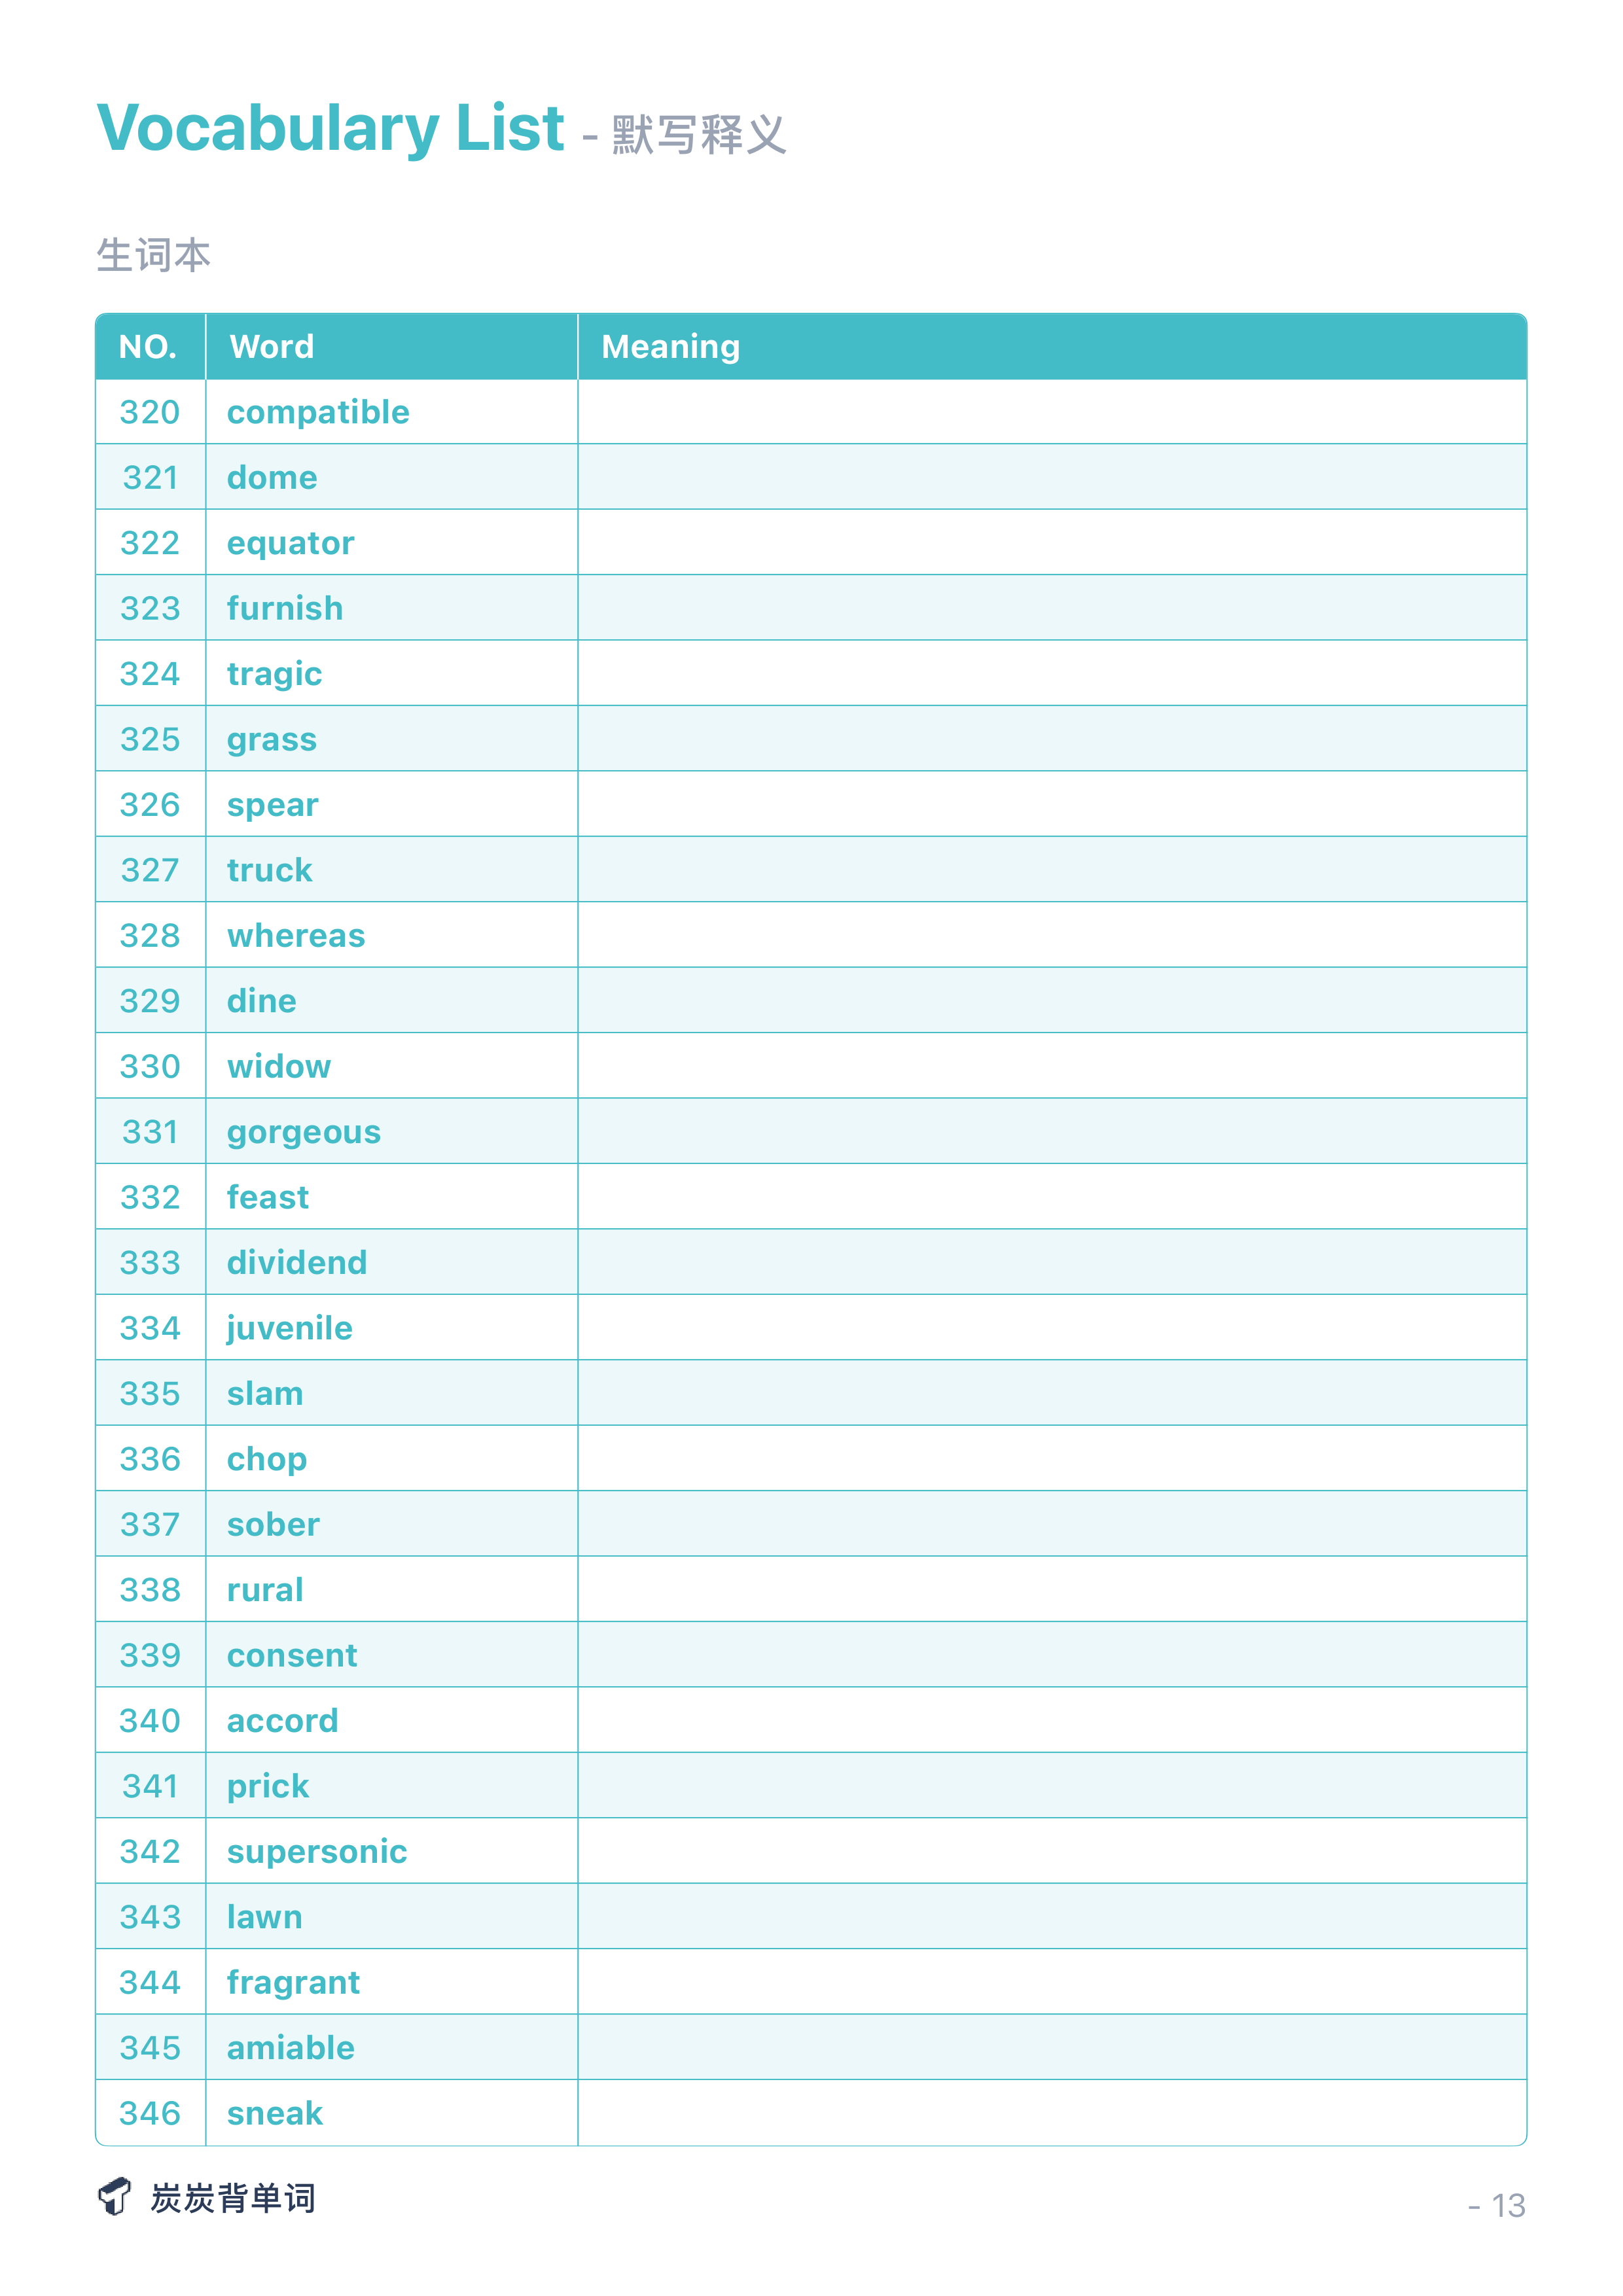 Vocabulary List - 默写释义
生词本
NO. Word Meaning
320 compatible
321 dome
322 equator
323 furnish
324 tragic
325 grass
326 spear
327 truck
328 whereas
329 dine
330 widow
331 gorgeous
332 feast
333 dividend
334 juvenile
335 slam
336 chop
337 sober
338 rural
339 consent
340 accord
341 prick
342 supersonic
343 lawn
344 fragrant
345 amiable
346 sneak
炭炭背单词
- 13